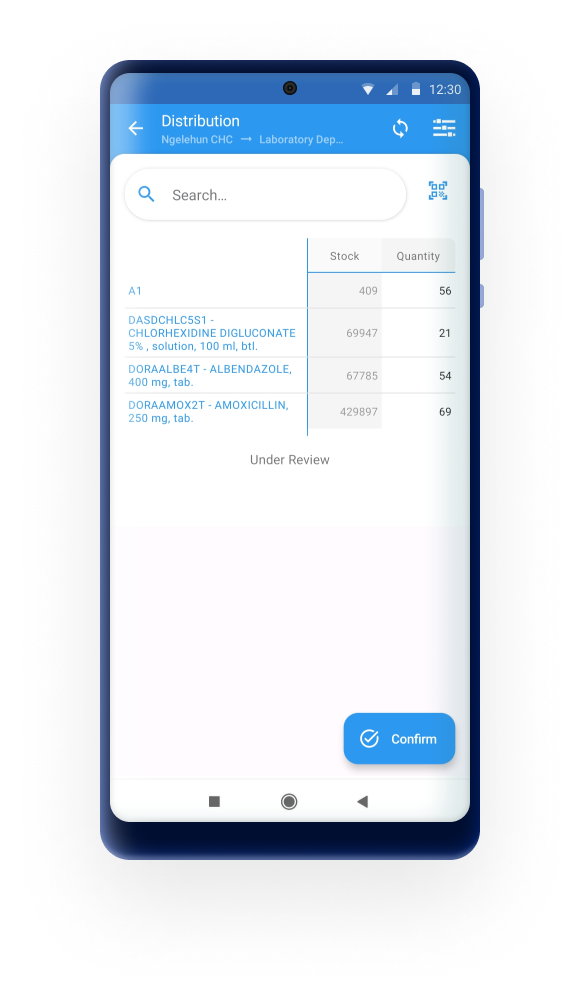 12:30
Distribution
Ngelehun CHC → Laboratory Dep...
Search...
Stock Quantity
A1 409 56
DASDCHLC5S1 -
CHLORHEXIDINE DIGLUCONATE 69947 21
5% , solution, 100 ml, btl.
DORAALBE4T - ALBENDAZOLE, 67785 54
400 mg, tab.
DORAAMOX2T - AMOXICILLIN, 429897 69
250 mg, tab.
Under Review
Confirm